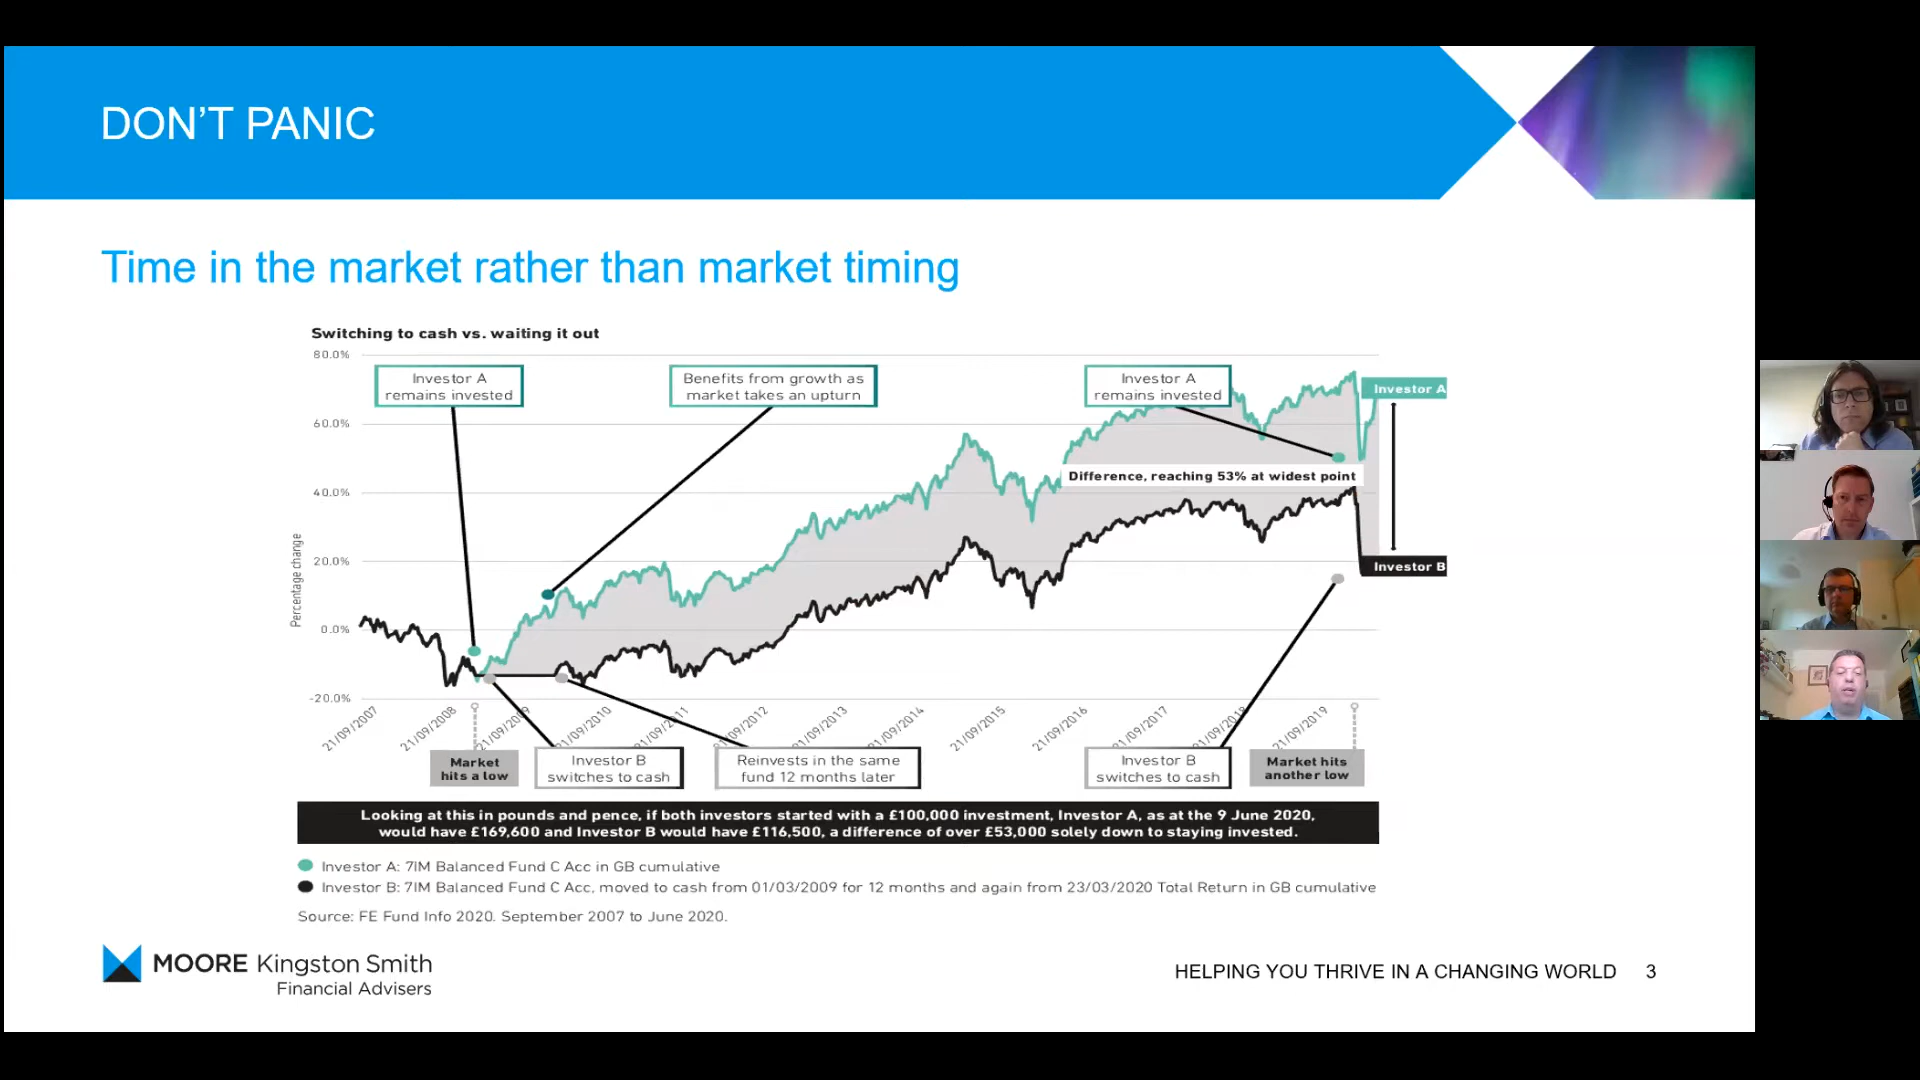 DON'T PANIC
Time in the market rather than market timing
Switching to cash vs. waiting it out
80.0%
60.0%
40.0%
20.0%
0.0%
-20.0%
Percentage change
Investor A
remains invested
Benefits from growth as
market takes an upturn
Investor A
remains invested
Investor A
Difference, reaching 53% at widest point
Investor B
21/09/2007
21/09/2008
21/09/2009
21/09/2010
21/09/2011
21/09/2012
21/09/2013
21/09/2014
21/09/2015
21/09/2016
21/09/2017
21/09/2018
21/09/2019
Market
hits a low
Investor B
switches to cash
Reinvests in the same
fund 12 months later
Investor B
switches to cash
Market hits
another low
Looking at this in pounds and pence, if both investors started with a £100,000 investment, Investor A, as at the 9 June 2020,
would have £169,600 and Investor B would have £116,500, a difference of over £53,000 solely down to staying invested.
Investor A: 7IM Balanced Fund C Acc in GB cumulative
Investor B: 7IM Balanced Fund C Acc, moved to cash from 01/03/2009 for 12 months and again from 23/03/2020 Total Return in GB cumulative
Source: FE Fund Info 2020. September 2007 to June 2020.
MOORE Kingston Smith
Financial Advisers
HELPING YOU THRIVE IN A CHANGING WORLD 3